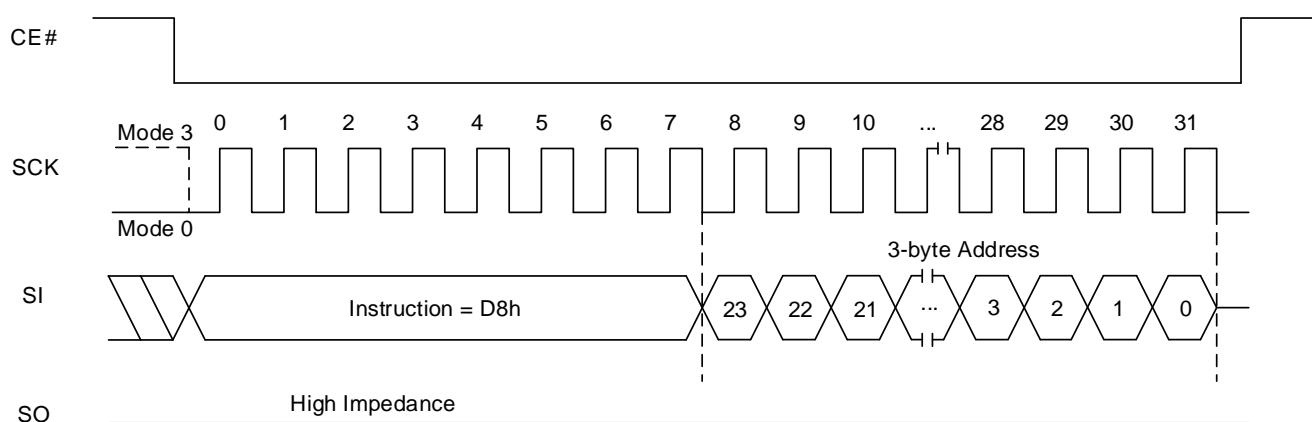 CE#
Mode 3
0 1 2 3 4 5 6 7 8 9 10 ... 28 29 30 31
SCK
Mode 0
3-byte Address
SI
Instruction = D8h
23 22 21 ... 3 2 1 0
High Impedance
SO